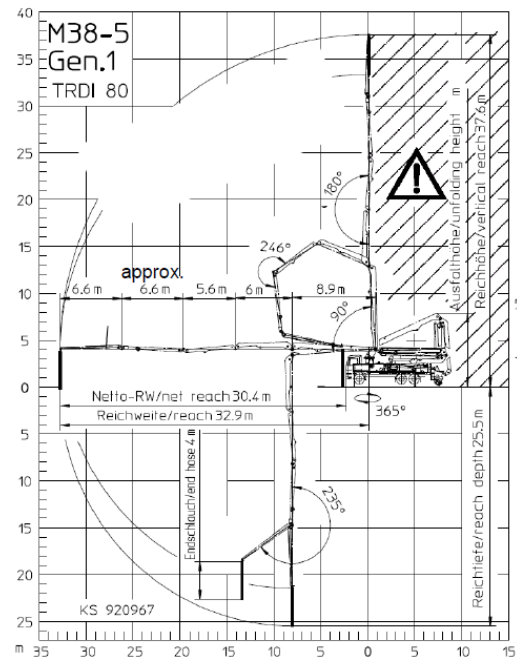 40
M38-5
Gen.1
TRDI 80
35
30
25
20
15
10
5
0
5
10
15
20
25
m
180°
246°
approx.
6.6 m
6.6 m
5.6 m
6 m
8.9 m
90°
Netto-RW/net reach 30.4 m
Reichweite/reach 32.9 m
365°
Endschlauch/end hose 4 m
235°
KS 920967
Ausfalthöhe/unfolding height m
Reichhöhe/vertical reach 37.6 m
Reichtiefe/reach depth 25.5 m
35 30 25 20 15 10 5 0 5 10 15